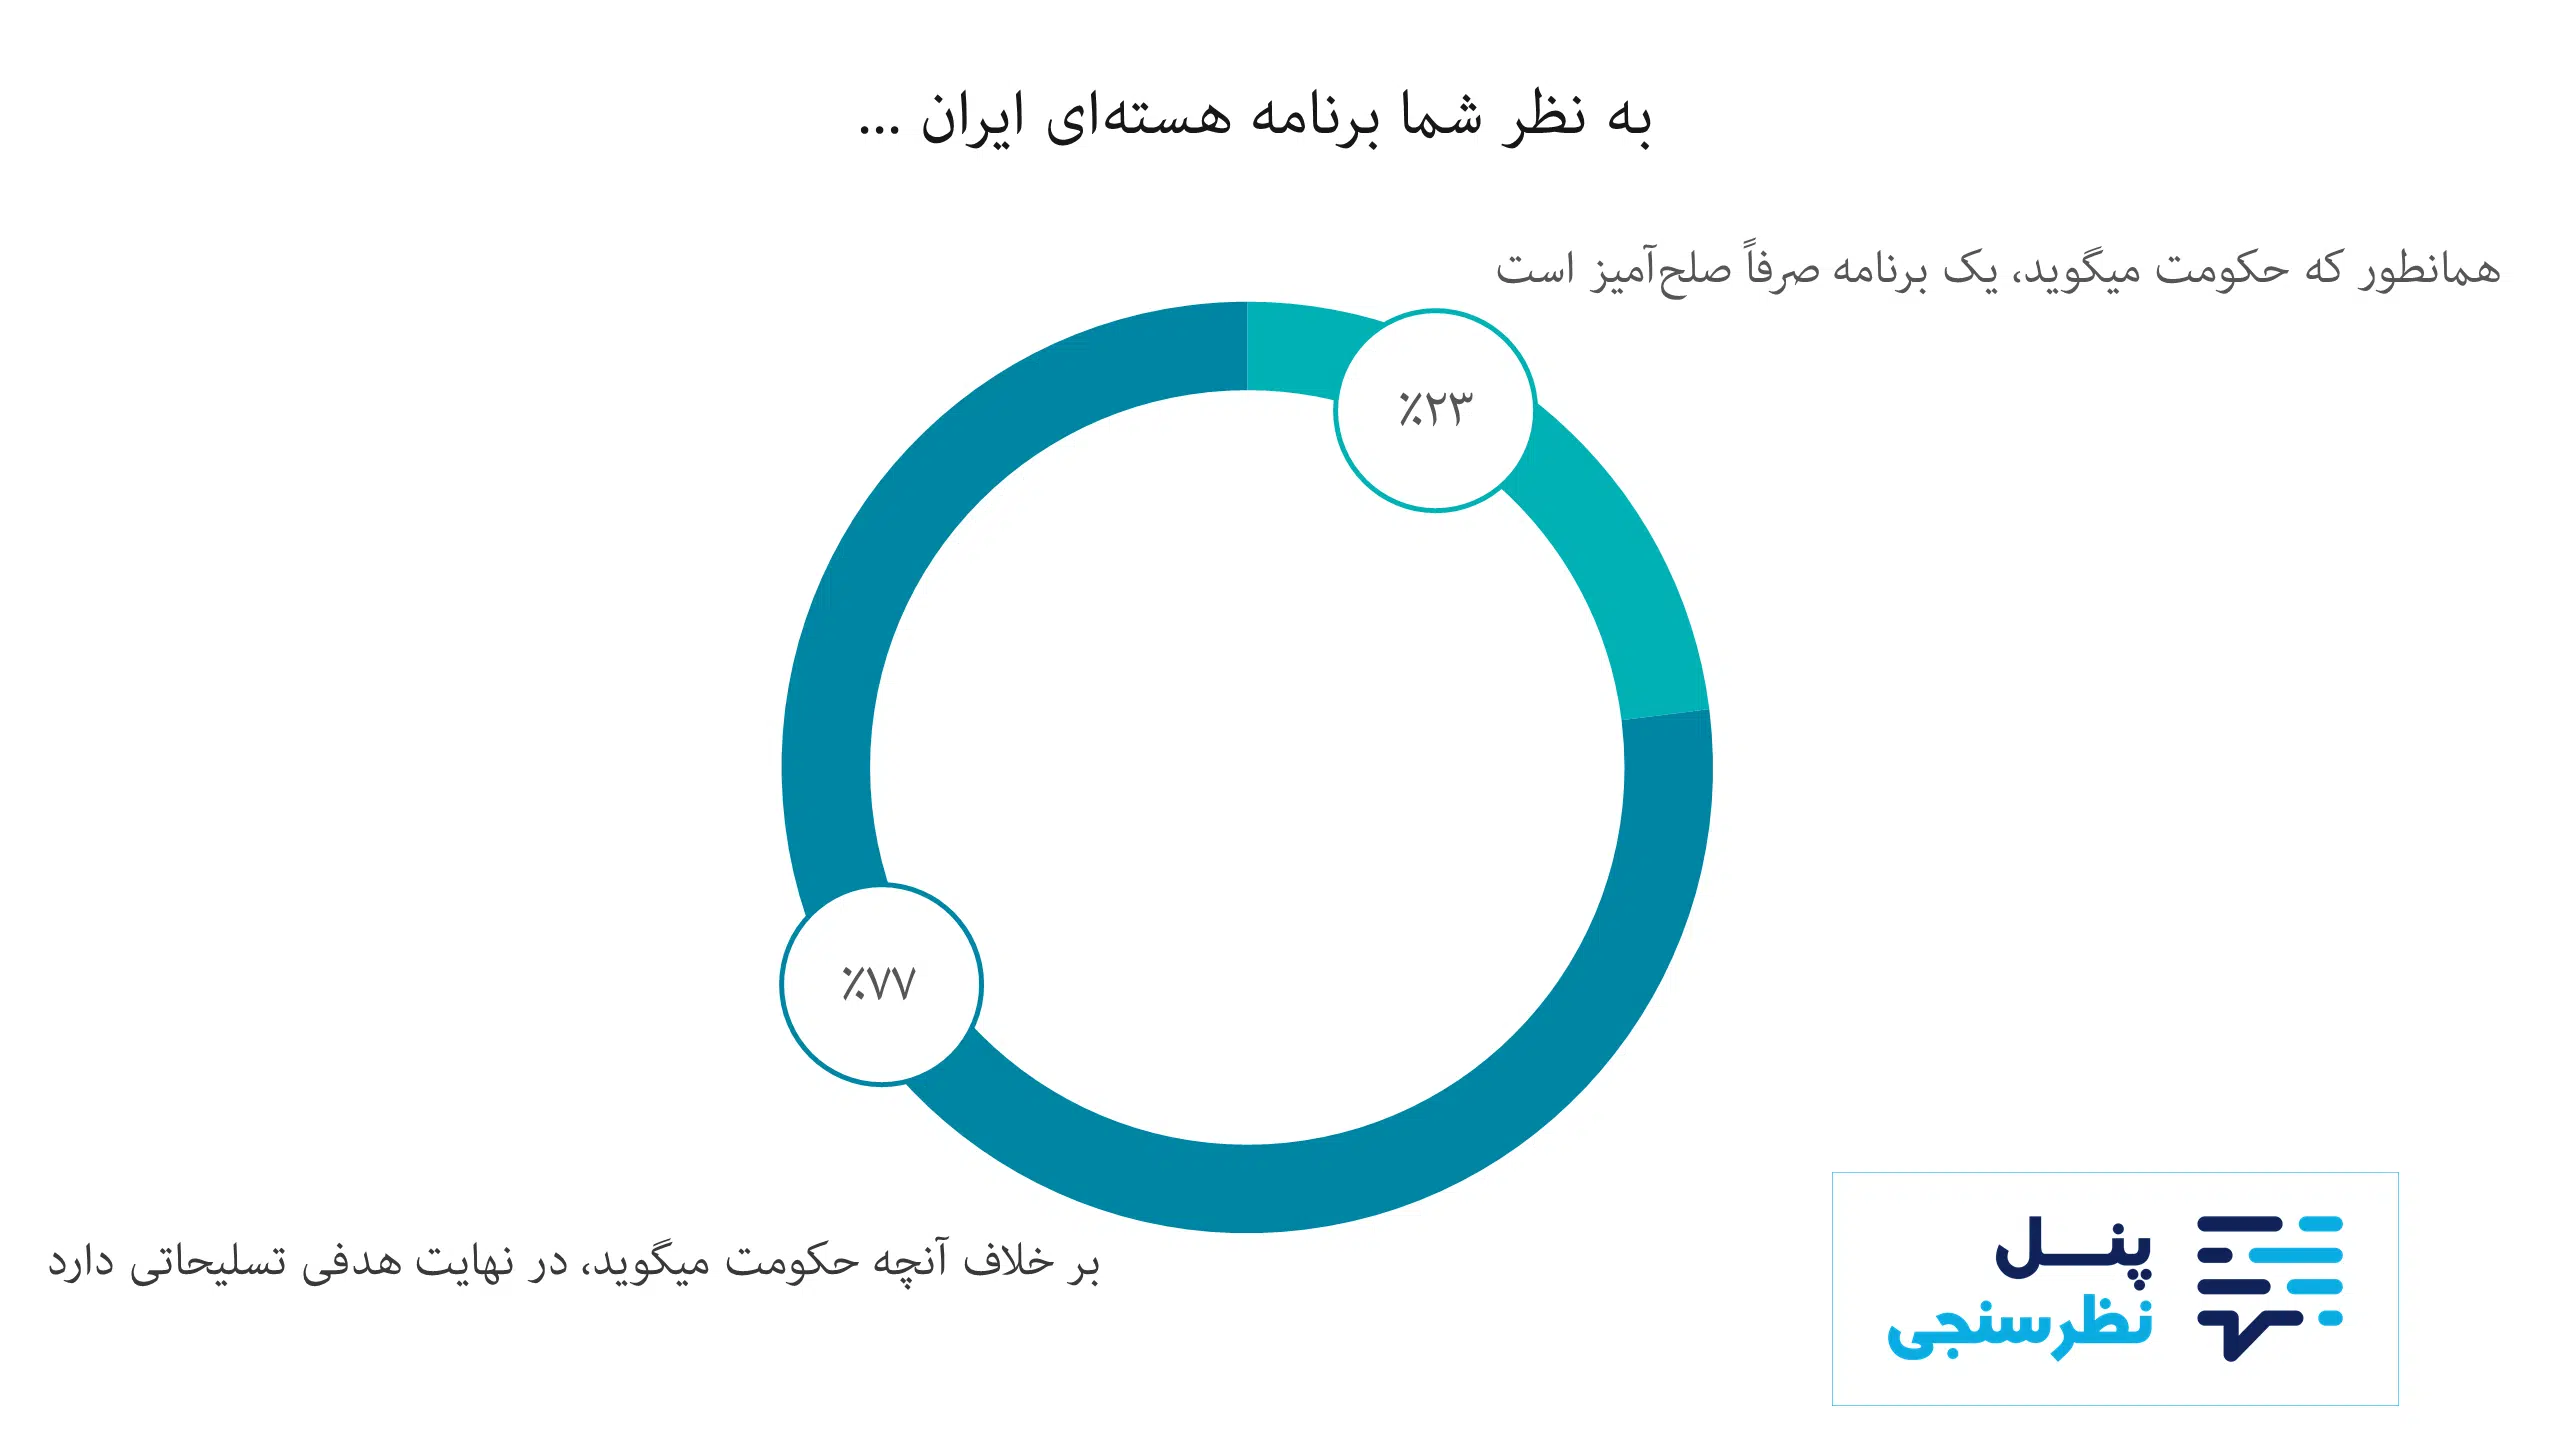 به نظر شما برنامه هسته‌ای ایران ...
همانطور که حکومت میگوید، یک برنامه صرفاً صلح‌آمیز است
٪۲۳
٪۷۷
بر خلاف آنچه حکومت میگوید، در نهایت هدفی تسلیحاتی دارد
پنل
نظرسنجی